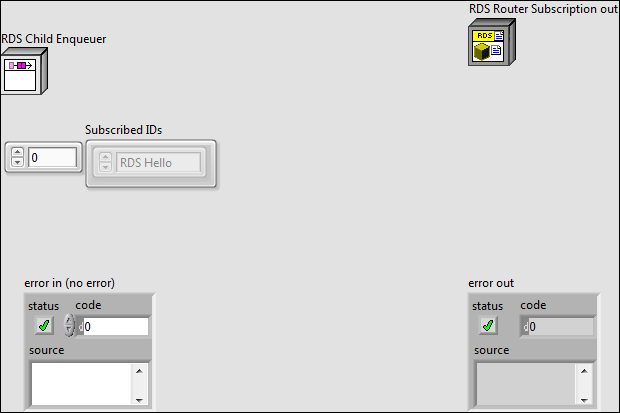 RDS Router Subscription out
RDS Child Enqueuer
RDS
Subscribed IDs
0
RDS Hello
error in (no error)
status
code
d0
source
error out
status
code
d0
source